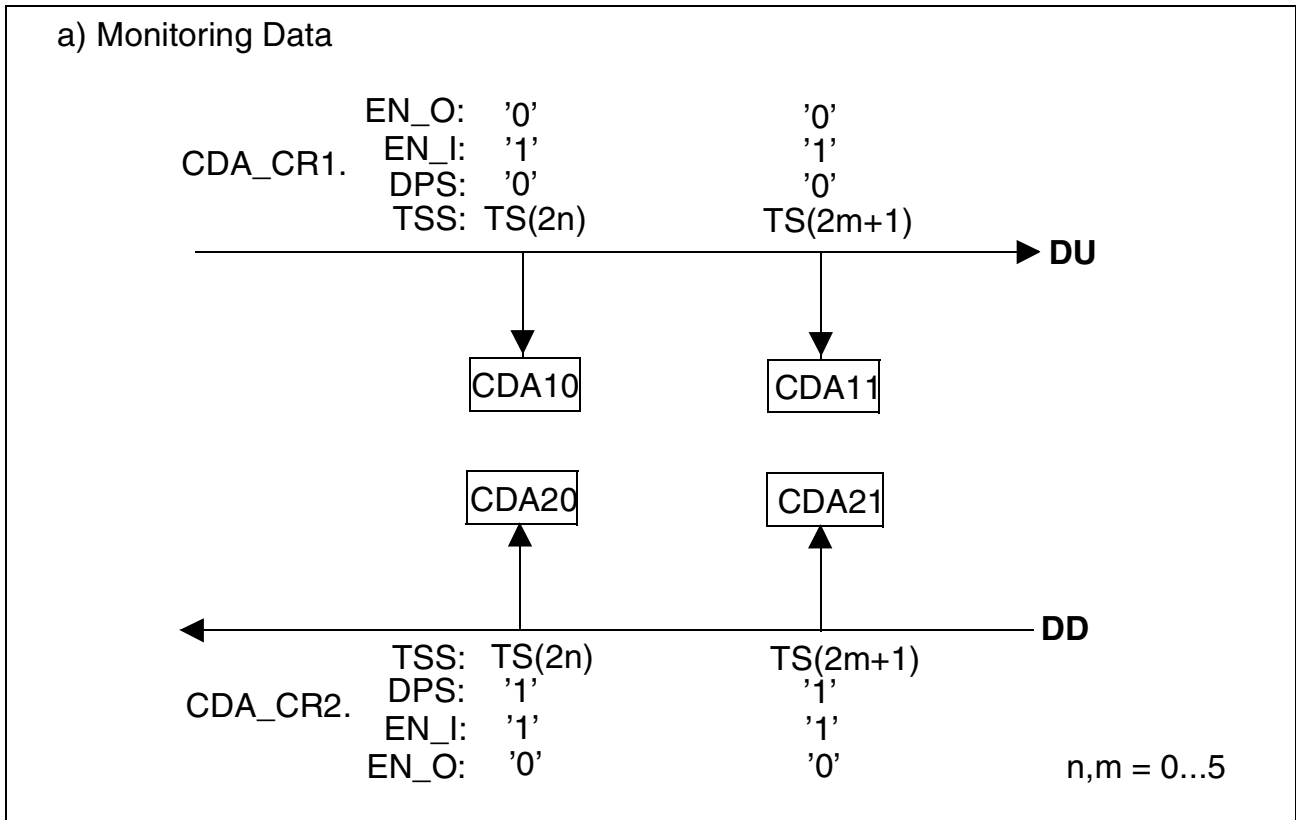 a) Monitoring Data
EN_O: ’0’ ’0’
CDA_CR1. EN_I: ’1’ ’1’
DPS: ’0’ ’0’
TSS: TS(2n) TS(2m+1)
DU
CDA10 CDA11
CDA20 CDA21
DD
TSS: TS(2n) TS(2m+1)
CDA_CR2. DPS: ’1’ ’1’
EN_I: ’1’ ’1’
EN_O: ’0’ ’0’ n,m = 0...5